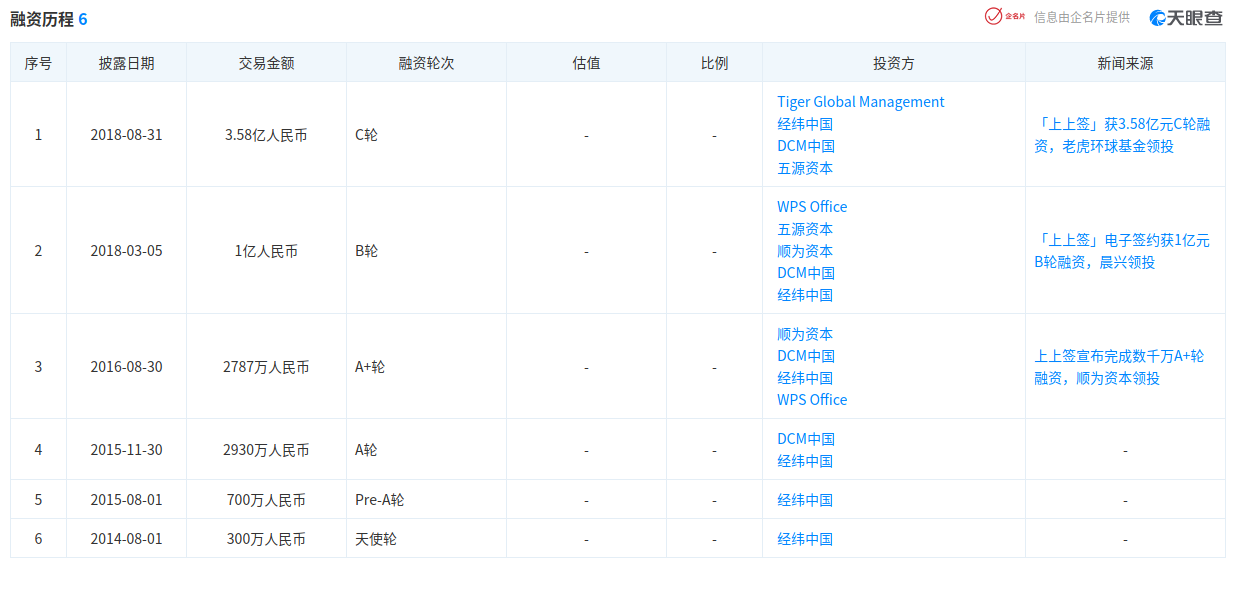 融资历程 6
企名片 信息由企名片提供 天眼查
序号 披露日期 交易金额 融资轮次 估值 比例 投资方 新闻来源
1 2018-08-31 3.58亿人民币 C轮 - - Tiger Global Management
经纬中国
DCM中国
五源资本
「上上签」获3.58亿元C轮融
资，老虎环球基金领投
2 2018-03-05 1亿人民币 B轮 - - WPS Office
五源资本
顺为资本
DCM中国
经纬中国
「上上签」电子签约获1亿元
B轮融资，晨兴领投
3 2016-08-30 2787万人民币 A+轮 - - 顺为资本
DCM中国
经纬中国
WPS Office
上上签宣布完成数千万A+轮
融资，顺为资本领投
4 2015-11-30 2930万人民币 A轮 - - DCM中国
经纬中国
-
5 2015-08-01 700万人民币 Pre-A轮 - - 经纬中国 -
6 2014-08-01 300万人民币 天使轮 - - 经纬中国 -